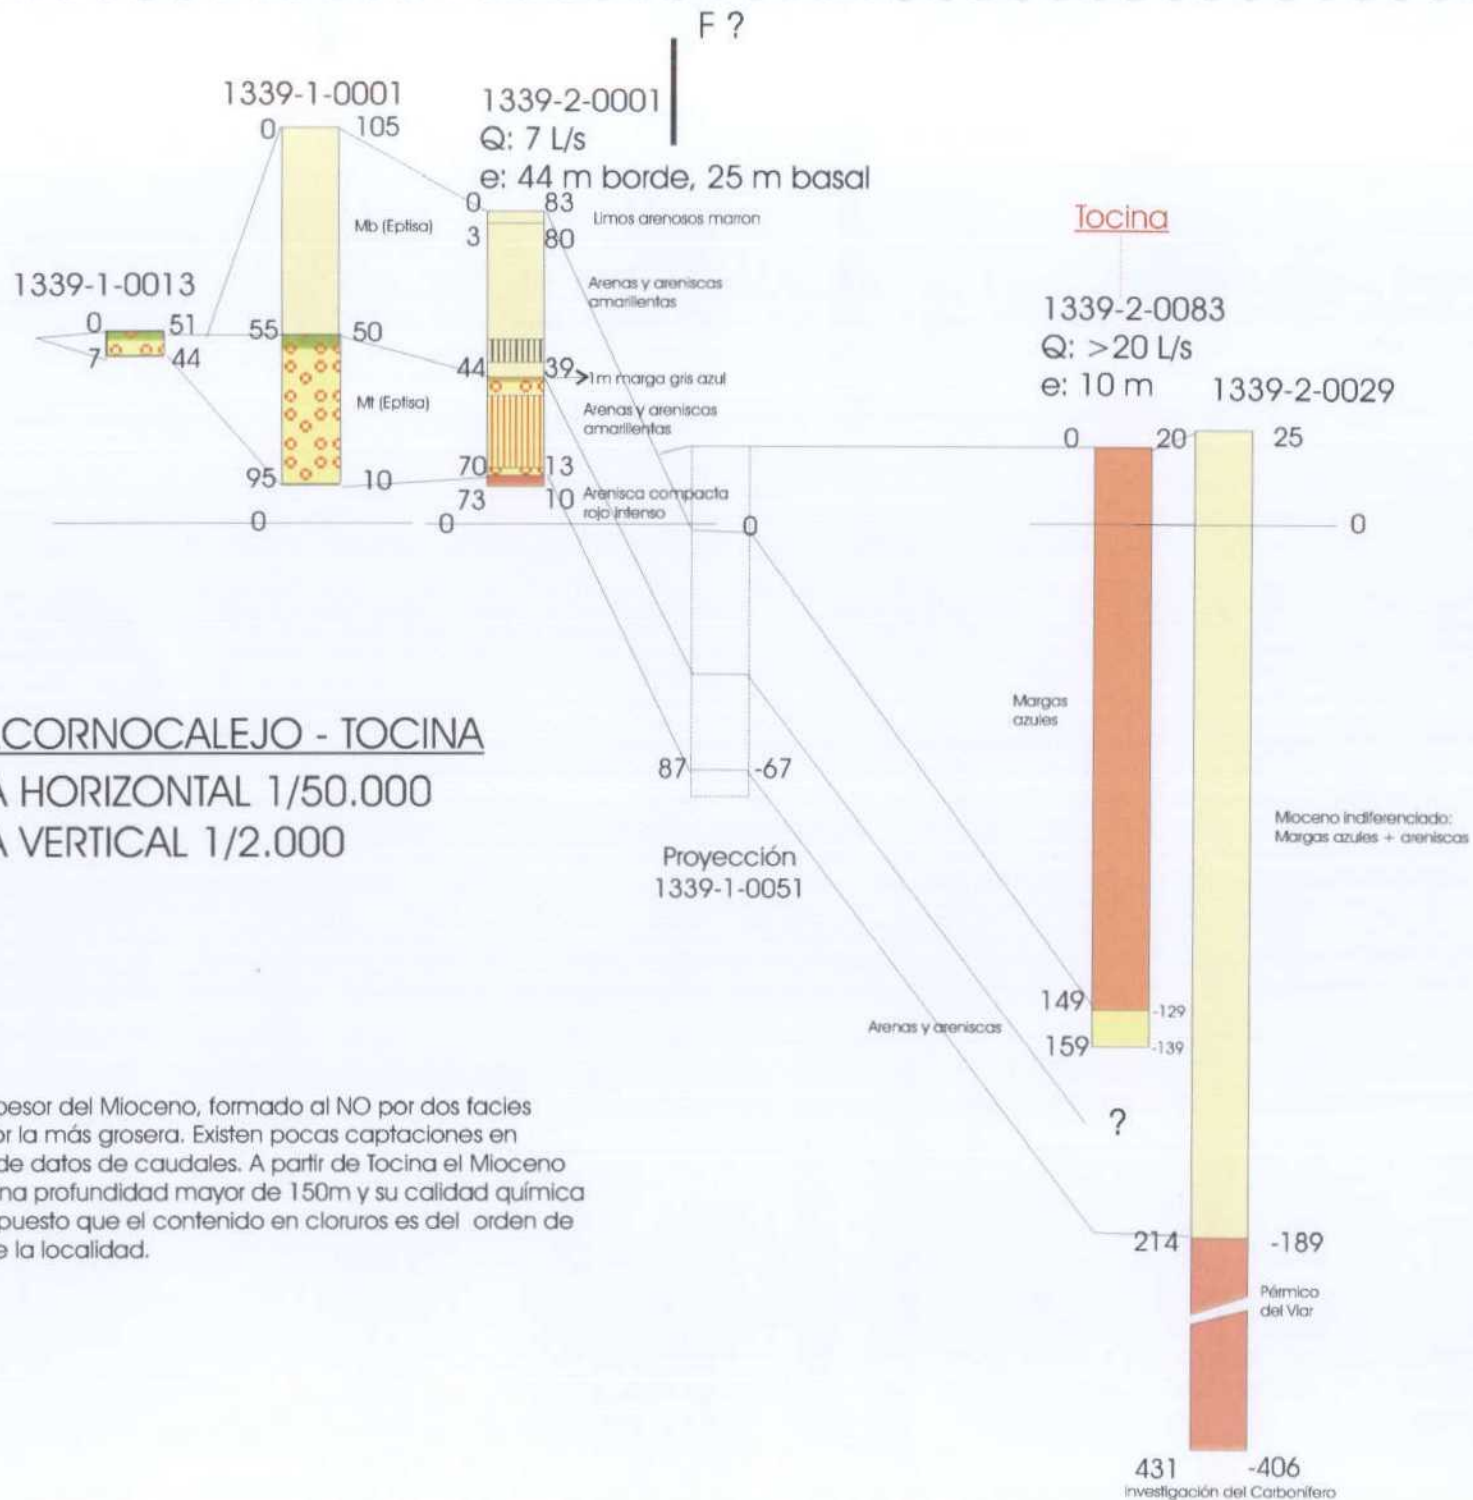 F ?
1339-1-0001
0 105
Mb (Eptisa)
55 50
Mt (Eptisa)
95 10
0
1339-1-0013
0 51
7 44
1339-2-0001
Q: 7 L/s
e: 44 m borde, 25 m basal
0 83
Limos arenosos marron
3 80
Arenas y areniscas
amarillentas
44 39
1m marga gris azul
Arenas y areniscas
amarillentas
70 13
73 10
Arenisca compacta
rojo intenso
0
0
87 -67
Proyección
1339-1-0051
Tocina
1339-2-0083
Q: >20 L/s
e: 10 m
0 20
Margas
azules
149 -129
159 -139
Arenas y areniscas
?
1339-2-0029
25
0
Mioceno indiferenciado:
Margas azules + areniscas
214 -189
Pérmico
del Viar
431 -406
Investigación del Carbonífero
CORNOCALEJO - TOCINA
A HORIZONTAL 1/50.000
A VERTICAL 1/2.000
pesor del Mioceno, formado al NO por dos facies
or la más grosera. Existen pocas captaciones en
de datos de caudales. A partir de Tocina el Mioceno
na profundidad mayor de 150m y su calidad química
puesto que el contenido en cloruros es del orden de
e la localidad.